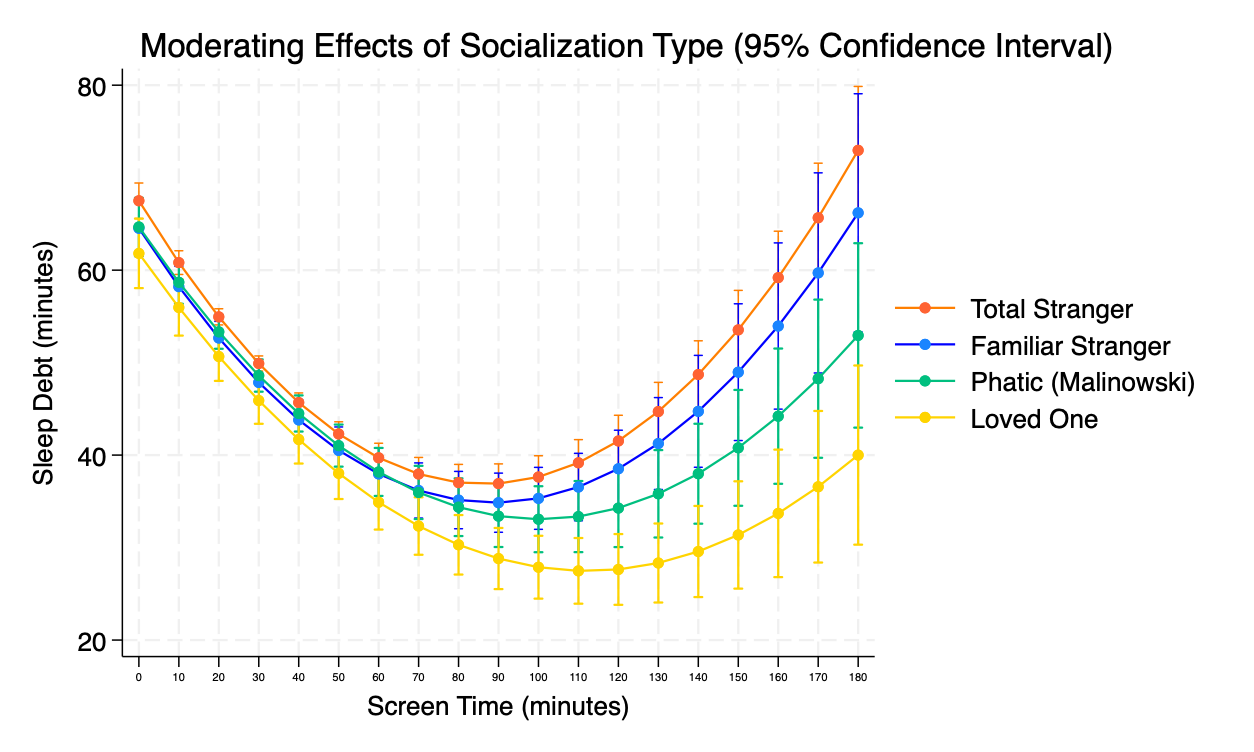 Moderating Effects of Socialization Type (95% Confidence Interval)
80
60
40
20
Sleep Debt (minutes)
0 10 20 30 40 50 60 70 80 90 100 110 120 130 140 150 160 170 180
Screen Time (minutes)
Total Stranger
Familiar Stranger
Phatic (Malinowski)
Loved One